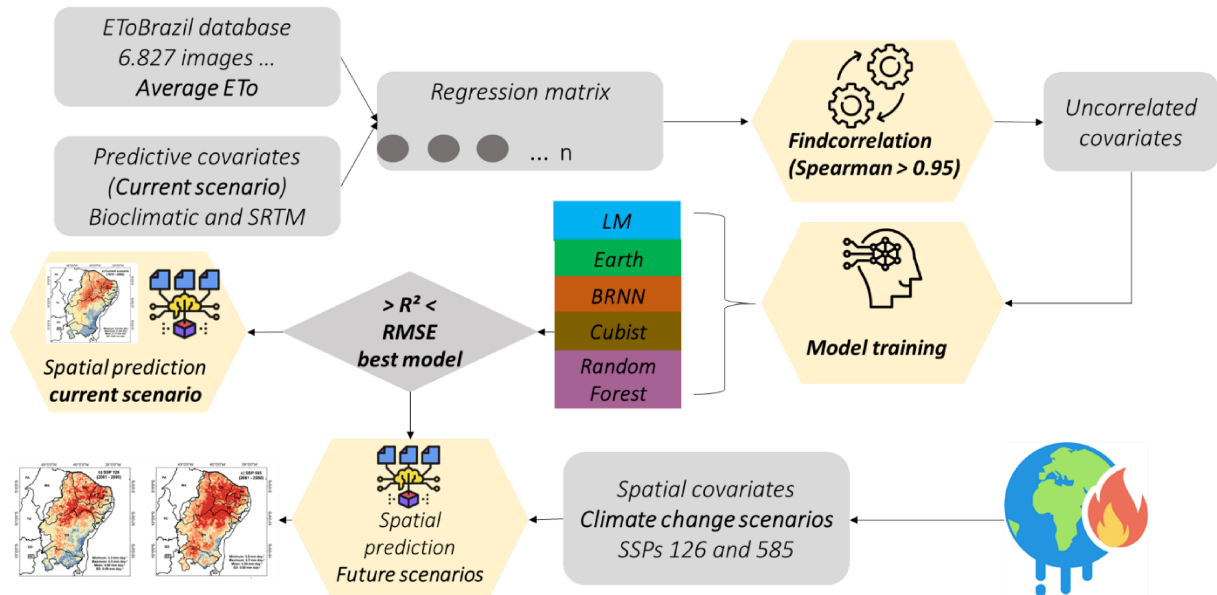 EToBrazil database
6.827 images ...
Average ETo
Predictive covariates
(Current scenario)
Bioclimatic and SRTM
Regression matrix
... n
Findcorrelation
(Spearman > 0.95)
Uncorrelated
covariates
LM
Earth
BRNN
Cubist
Random
Forest
Model training
> R² <
RMSE
best model
Spatial prediction
current scenario
Spatial
prediction
Future scenarios
Spatial covariates
Climate change scenarios
SSPs 126 and 585